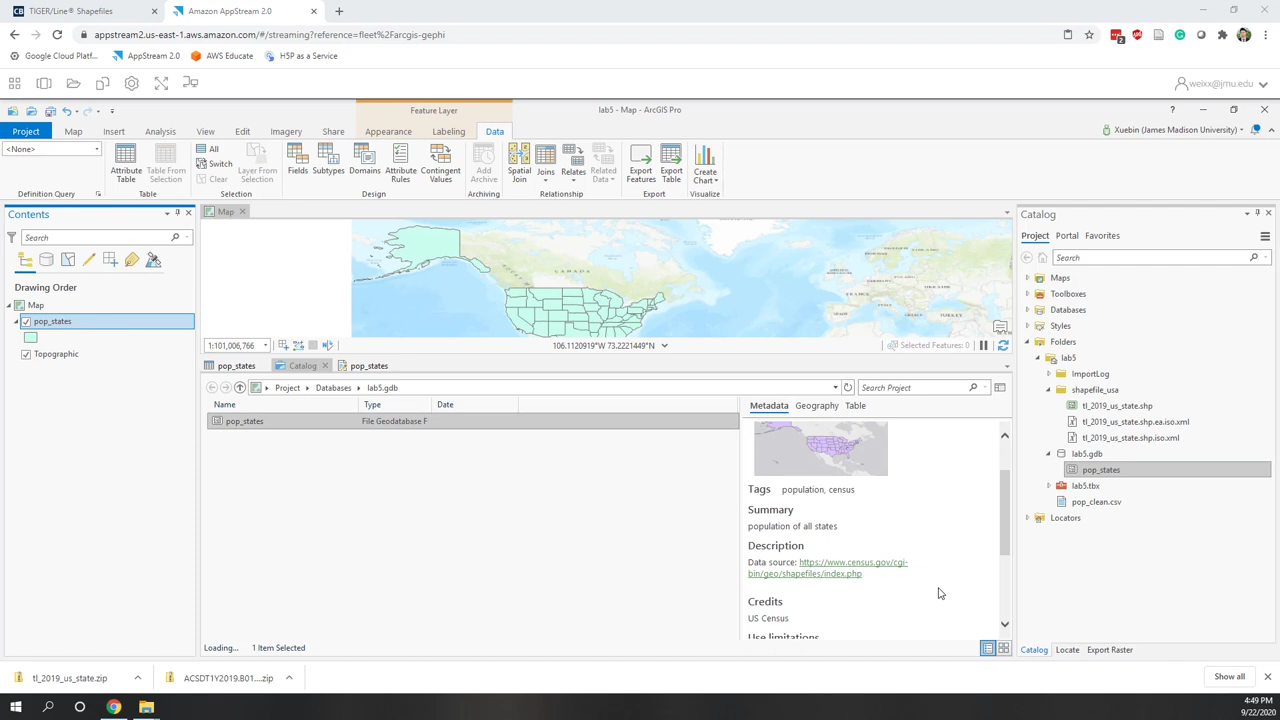 TIGER/Line® Shapefiles
Amazon AppStream 2.0
appstream2.us-east-1.aws.amazon.com/#/streaming?reference=fleet%2Farcgis-gephi
2
Google Cloud Platf...
AppStream 2.0
AWS Educate
H5P as a Service
weixx@jmu.edu
Feature Layer
lab5 - Map - ArcGIS Pro
?
Project
Map
Insert
Analysis
View
Edit
Imagery
Share
Appearance
Labeling
Data
Xuebin (James Madison University)
<None>
Definition Query
Attribute Table
Table From Selection
Table
All
Switch
Clear
Layer From Selection
Selection
Fields
Subtypes
Domains
Attribute Rules
Contingent Values
Design
Add Archive
Archiving
Spatial Join
Joins
Relates
Related Data
Relationship
Export Features
Export Table
Export
Create Chart
Visualize
Contents
Search
Drawing Order
Map
pop_states
Topographic
Map
CANADA
1:101,006,766
106.1120919°W 73.2221449°N
Selected Features: 0
pop_states
Catalog
pop_states
Project
Databases
lab5.gdb
Search Project
Name
Type
Date
pop_states
File Geodatabase F
Metadata
Geography
Table
Tags population, census
Summary
population of all states
Description
Data source: https://www.census.gov/cgi-
bin/geo/shapefiles/index.php
Credits
US Census
Use limitations
Loading...
1 Item Selected
Catalog
Project
Portal
Favorites
Search
Maps
Toolboxes
Databases
Styles
Folders
lab5
ImportLog
shapefile_usa
tl_2019_us_state.shp
tl_2019_us_state.shp.ea.iso.xml
tl_2019_us_state.shp.iso.xml
lab5.gdb
pop_states
lab5.tbx
pop_clean.csv
Locators
Catalog
Locate
Export Raster
tl_2019_us_state.zip
ACSDT1Y2019.B01....zip
Show all
4:49 PM
9/22/2020